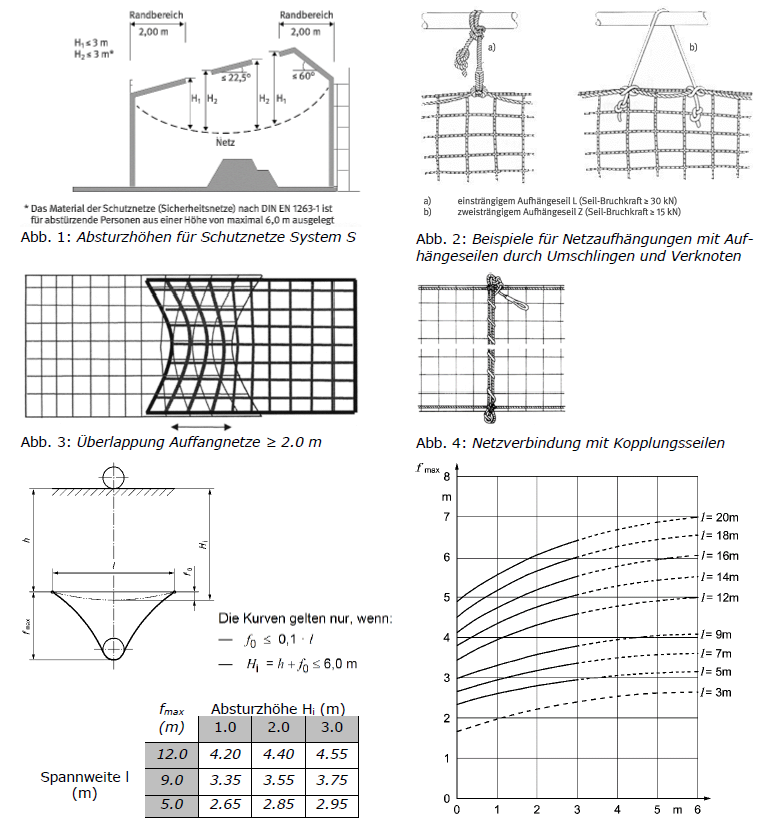 Randbereich
2,00 m
Randbereich
2,00 m
H₁ ≤ 3 m
H₂ ≤ 3 m*
≤ 22,5°
≤ 60°
H₁ H₂ H₂ H₁
Netz
* Das Material der Schutznetze (Sicherheitsnetze) nach DIN EN 1263-1 ist
für abstürzende Personen aus einer Höhe von maximal 6,0 m ausgelegt
Abb. 1: Absturzhöhen für Schutznetze System S
a)
b)
a) einsträngigem Aufhängeseil L (Seil-Bruchkraft ≥ 30 kN)
b) zweisträngigem Aufhängeseil Z (Seil-Bruchkraft ≥ 15 kN)
Abb. 2: Beispiele für Netzaufhängungen mit Auf-
hängeseilen durch Umschlingen und Verknoten
Abb. 3: Überlappung Auffangnetze ≥ 2.0 m
Abb. 4: Netzverbindung mit Kopplungsseilen
h
l
f₀
Hᵢ
f max
Die Kurven gelten nur, wenn:
— f₀ ≤ 0,1 · l
— Hᵢ = h + f₀ ≤ 6,0 m
fmax Absturzhöhe Hᵢ (m)
(m) 1.0 2.0 3.0
12.0 4.20 4.40 4.55
Spannweite l
(m)
9.0 3.35 3.55 3.75
5.0 2.65 2.85 2.95
f max
8
m
7
6
5
4
3
2
1
0
0 1 2 3 4 5 m 6
l = 20m
l = 18m
l = 16m
l = 14m
l = 12m
l = 9m
l = 7m
l = 5m
l = 3m